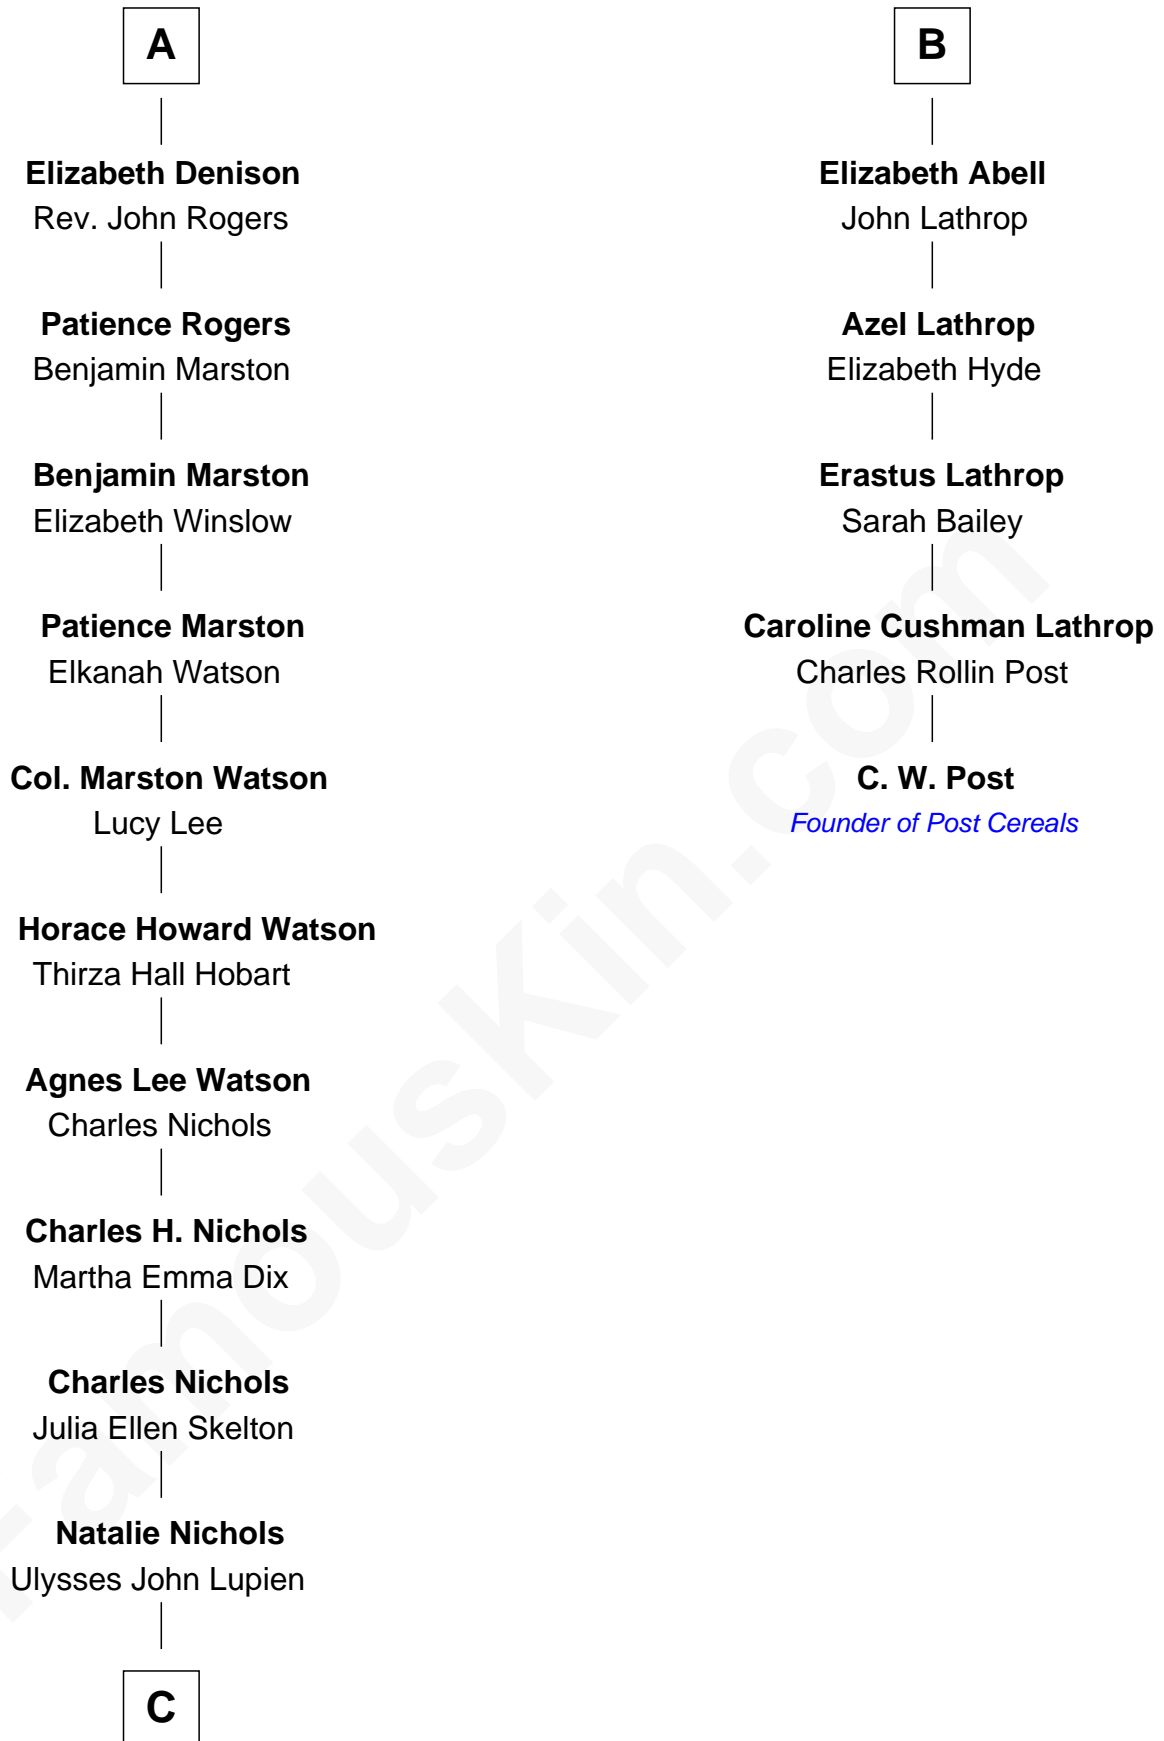 A
Elizabeth Denison
Rev. John Rogers
Patience Rogers
Benjamin Marston
Benjamin Marston
Elizabeth Winslow
Patience Marston
Elkanah Watson
Col. Marston Watson
Lucy Lee
Horace Howard Watson
Thirza Hall Hobart
Agnes Lee Watson
Charles Nichols
Charles H. Nichols
Martha Emma Dix
Charles Nichols
Julia Ellen Skelton
Natalie Nichols
Ulysses John Lupien
C
B
Elizabeth Abell
John Lathrop
Azel Lathrop
Elizabeth Hyde
Erastus Lathrop
Sarah Bailey
Caroline Cushman Lathrop
Charles Rollin Post
C. W. Post
Founder of Post Cereals
FamousKin.com